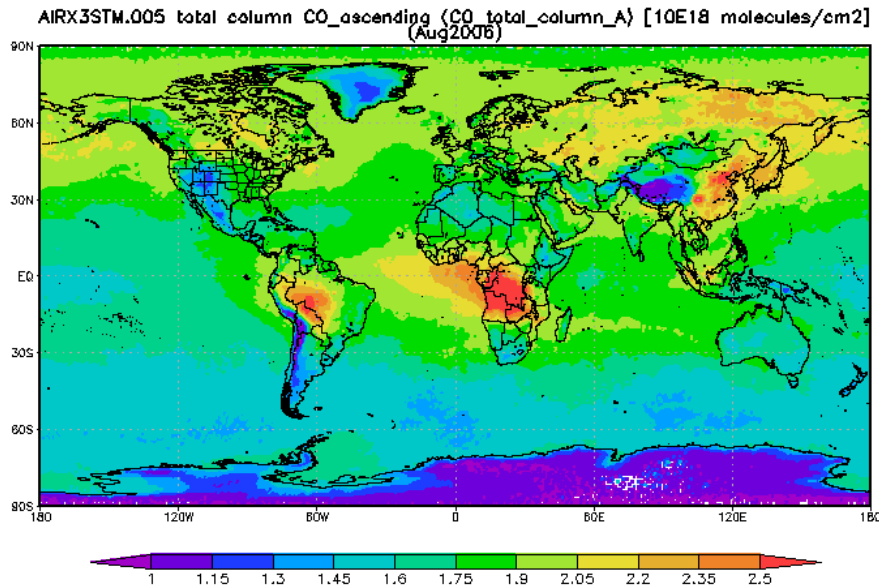 AIRX3STM.005 total column CO_ascending (CO_total_column_A) [10E18 molecules/cm2]
(Aug2006)
90N
60N
30N
EQ
30S
60S
90S
180 120W 60W 0 60E 120E 180
1 1.15 1.3 1.45 1.6 1.75 1.9 2.05 2.2 2.35 2.5